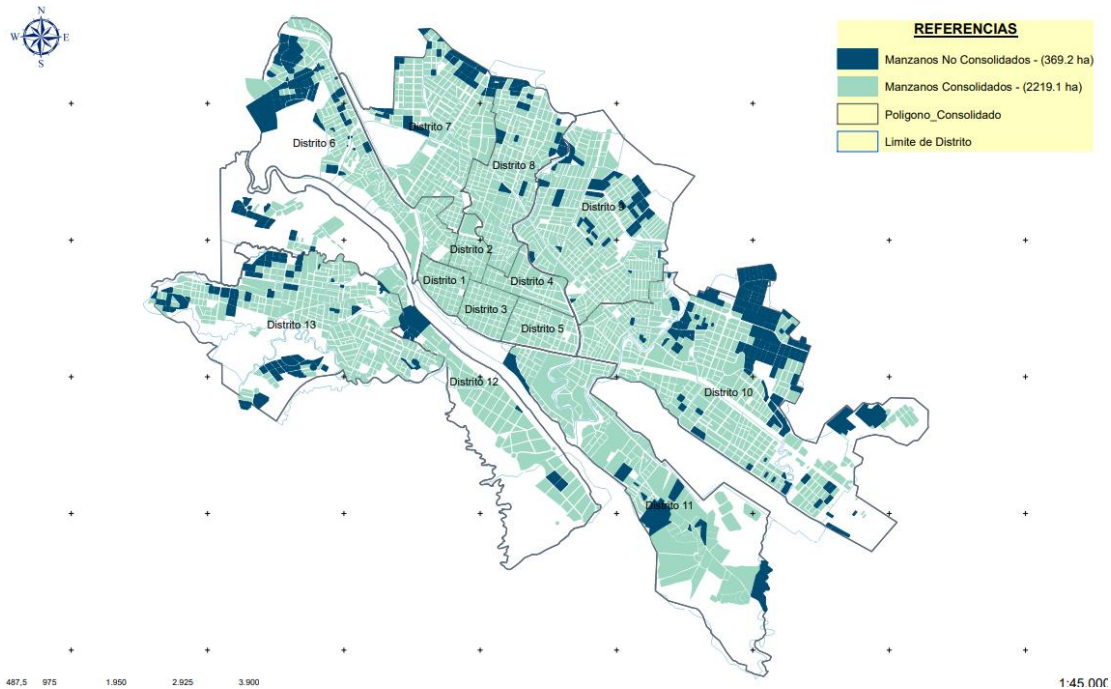 N
W E
S
REFERENCIAS
Manzanos No Consolidados - (369.2 ha)
Manzanos Consolidados - (2219.1 ha)
Poligono_Consolidado
Limite de Distrito
Distrito 7
Distrito 6
Distrito 8
Distrito 9
Distrito 2
Distrito 1
Distrito 4
Distrito 3
Distrito 13
Distrito 5
Distrito 12
Distrito 10
Distrito 11
487,5 975 1.950 2.925 3.900
1:45.000